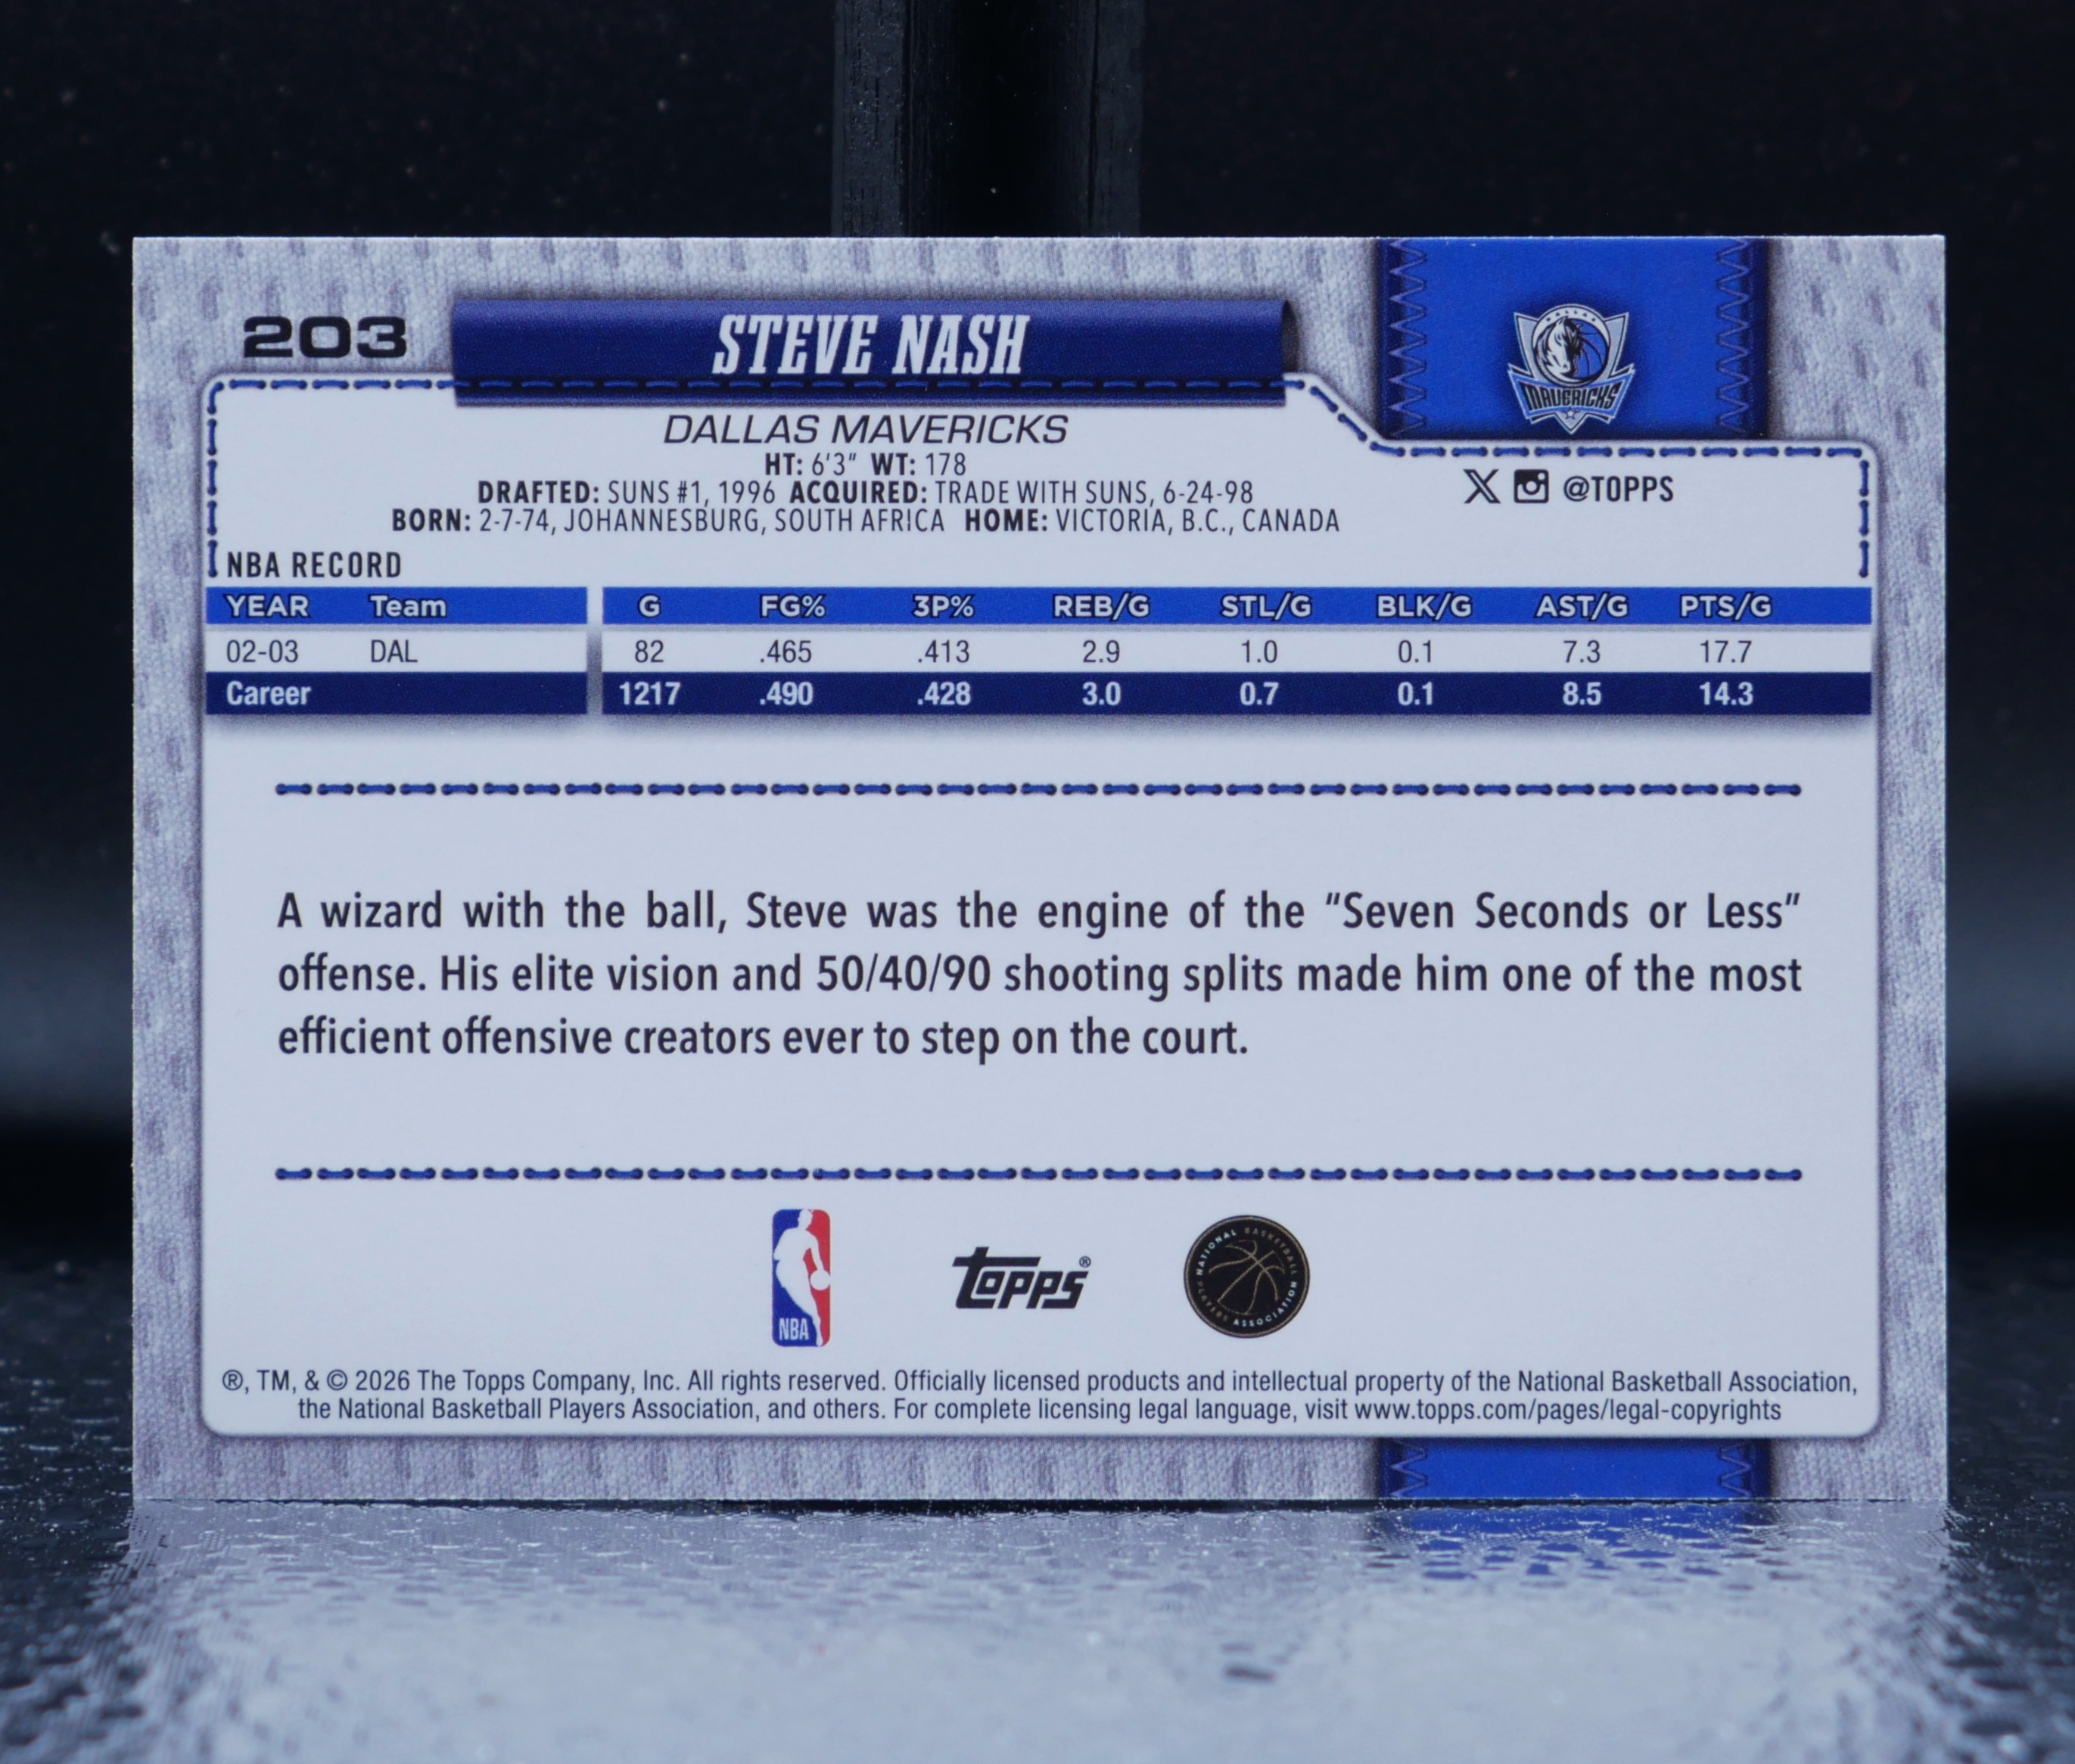 203
STEVE NASH
DALLAS
MAVERICKS
DALLAS MAVERICKS
HT: 6'3" WT: 178
DRAFTED: SUNS #1, 1996 ACQUIRED: TRADE WITH SUNS, 6-24-98
BORN: 2-7-74, JOHANNESBURG, SOUTH AFRICA HOME: VICTORIA, B.C., CANADA
@TOPPS
NBA RECORD
YEAR Team G FG% 3P% REB/G STL/G BLK/G AST/G PTS/G
02-03 DAL 82 .465 .413 2.9 1.0 0.1 7.3 17.7
Career 1217 .490 .428 3.0 0.7 0.1 8.5 14.3
A wizard with the ball, Steve was the engine of the "Seven Seconds or Less"
offense. His elite vision and 50/40/90 shooting splits made him one of the most
efficient offensive creators ever to step on the court.
NBA
Topps®
NATIONAL BASKETBALL PLAYERS ASSOCIATION
®, TM, & © 2026 The Topps Company, Inc. All rights reserved. Officially licensed products and intellectual property of the National Basketball Association,
the National Basketball Players Association, and others. For complete licensing legal language, visit www.topps.com/pages/legal-copyrights